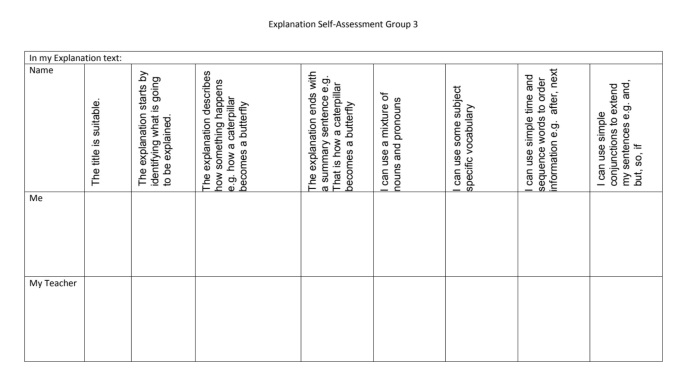 Explanation Self-Assessment Group 3
In my Explanation text:
Name
The title is suitable.
The explanation starts by
identifying what is going
to be explained.
The explanation describes
how something happens
e.g. how a caterpillar
becomes a butterfly
The explanation ends with
a summary sentence e.g.
That is how a caterpillar
becomes a butterfly
I can use a mixture of
nouns and pronouns
I can use some subject
specific vocabulary
I can use simple time and
sequence words to order
information e.g. after, next
I can use simple
conjunctions to extend
my sentences e.g. and,
but, so, if
Me
My Teacher